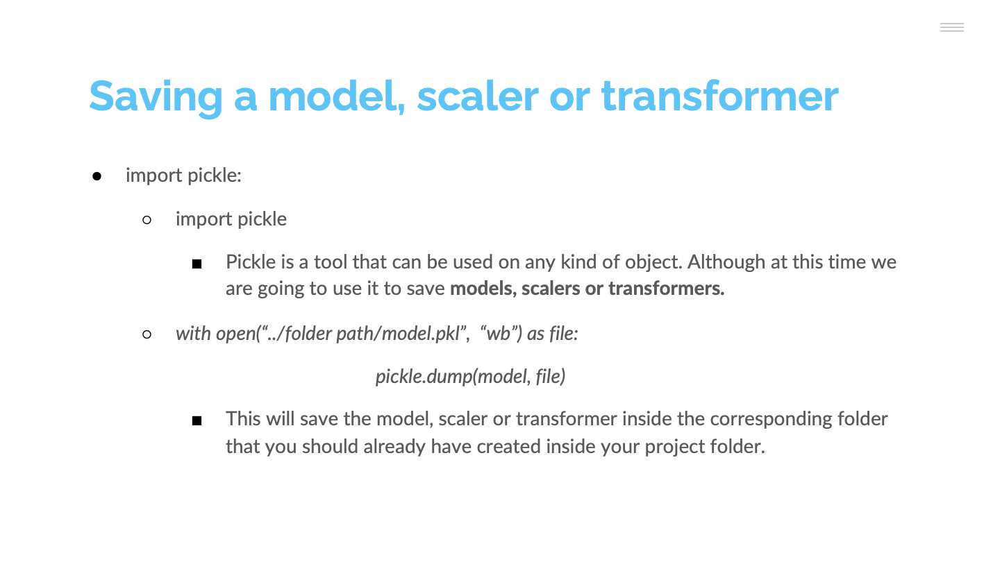 Saving a model, scaler or transformer
● import pickle:
○ import pickle
■ Pickle is a tool that can be used on any kind of object. Although at this time we
are going to use it to save models, scalers or transformers.
○ with open(“../folder path/model.pkl”,  “wb”) as file:
pickle.dump(model, file)
■ This will save the model, scaler or transformer inside the corresponding folder
that you should already have created inside your project folder.